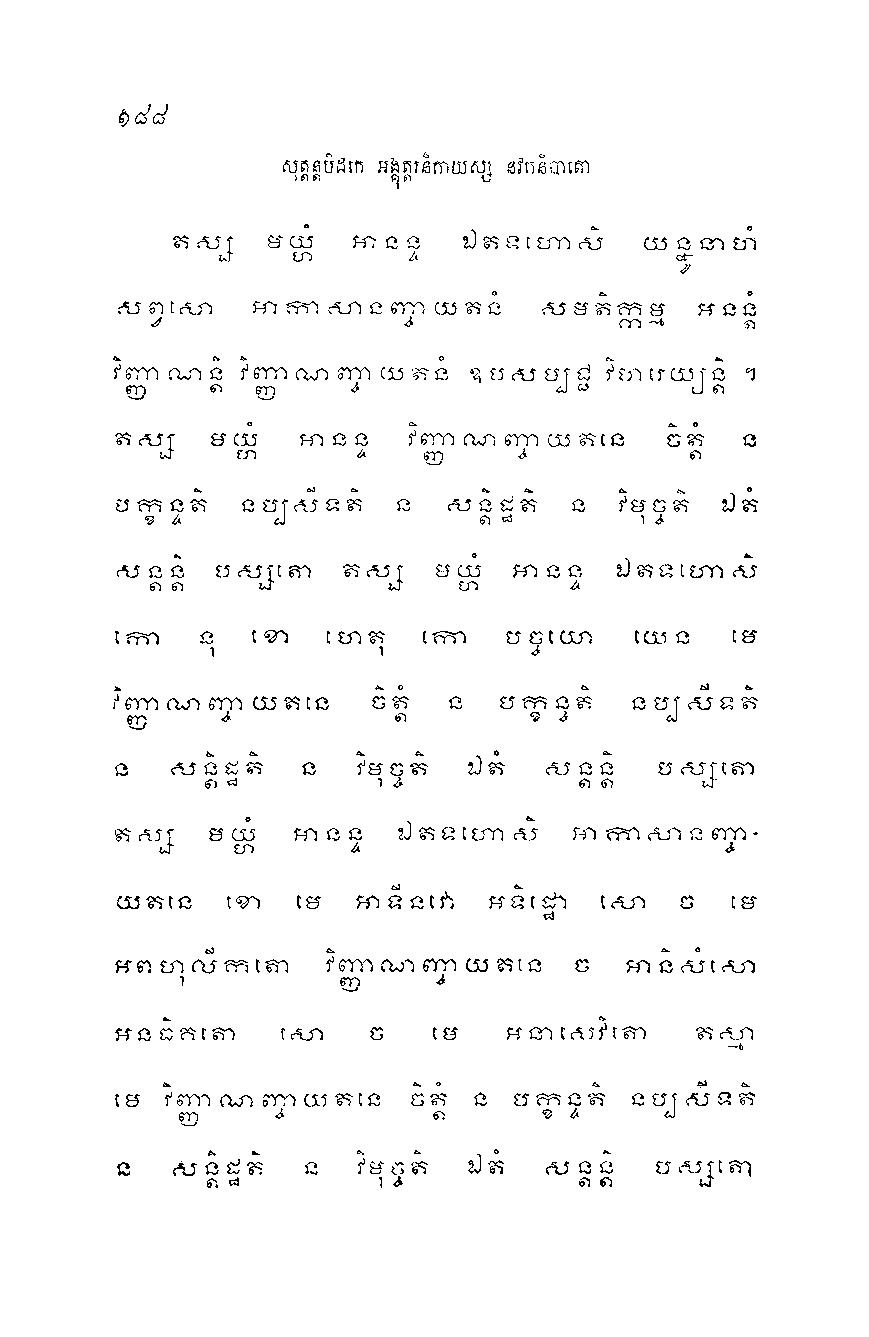 ១៨៨
សុត្តន្តបិដកេ អង្គុត្តរនិកាយស្ស នវកនិបាតោ
តស្ស មយ្ហំ អានន្ទ ឯតទហោសិ យន្នូនាហំ
សព្វសោ អាកាសានញ្ចាយតនំ សមតិក្កម្ម អនន្តំ
វិញ្ញាណន្តិ វិញ្ញាណញ្ចាយតនំ ឧបសម្បជ្ជ វិហរេយ្យន្តិ ។
តស្ស មយ្ហំ អានន្ទ វិញ្ញាណញ្ចាយតនេ ចិត្តំ ន
បក្ខន្ទតិ នប្បសីទតិ ន សន្តិដ្ឋតិ ន វិមុច្ចតិ ឯតំ
សន្តន្តិ បស្សតោ តស្ស មយ្ហំ អានន្ទ ឯតទហោសិ
កោ នុ ខោ ហេតុ កោ បច្ចយោ យេន មេ
វិញ្ញាណញ្ចាយតនេ ចិត្តំ ន បក្ខន្ទតិ នប្បសីទតិ
ន សន្តិដ្ឋតិ ន វិមុច្ចតិ ឯតំ សន្តន្តិ បស្សតោ
តស្ស មយ្ហំ អានន្ទ ឯតទហោសិ អាកាសានញ្ចា-
យតនេ ខោ មេ អាទីនវោ អទិដ្ឋោ សោ ច មេ
អពហុលីកតោ វិញ្ញាណញ្ចាយតនេ ច អានិសំសោ
អនធិគតោ សោ ច មេ អនាសេវិតោ តស្មា
មេ វិញ្ញាណញ្ចាយតនេ ចិត្តំ ន បក្ខន្ទតិ នប្បសីទតិ
ន សន្តិដ្ឋតិ ន វិមុច្ចតិ ឯតំ សន្តន្តិ បស្សតោ